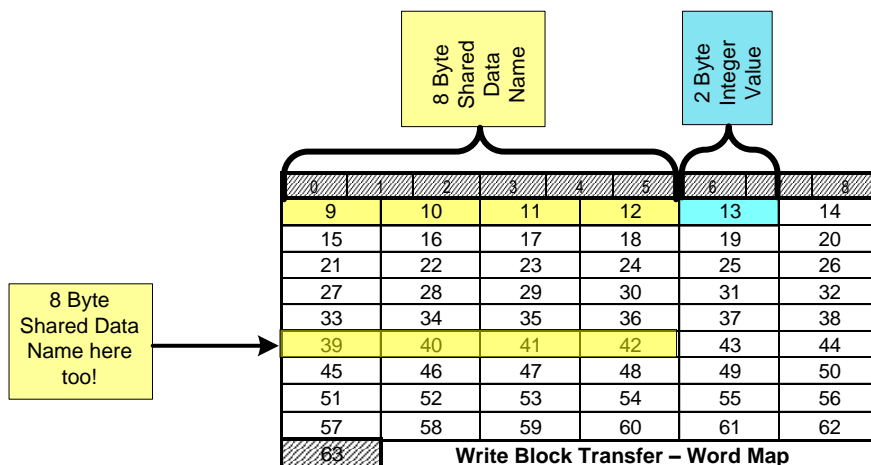 8 Byte
Shared
Data
Name
2 Byte
Integer
Value
0 1 2 3 4 5 6 7 8
9 10 11 12 13 14
15 16 17 18 19 20
21 22 23 24 25 26
27 28 29 30 31 32
33 34 35 36 37 38
8 Byte
Shared Data
Name here
too!
39 40 41 42 43 44
45 46 47 48 49 50
51 52 53 54 55 56
57 58 59 60 61 62
63 Write Block Transfer – Word Map